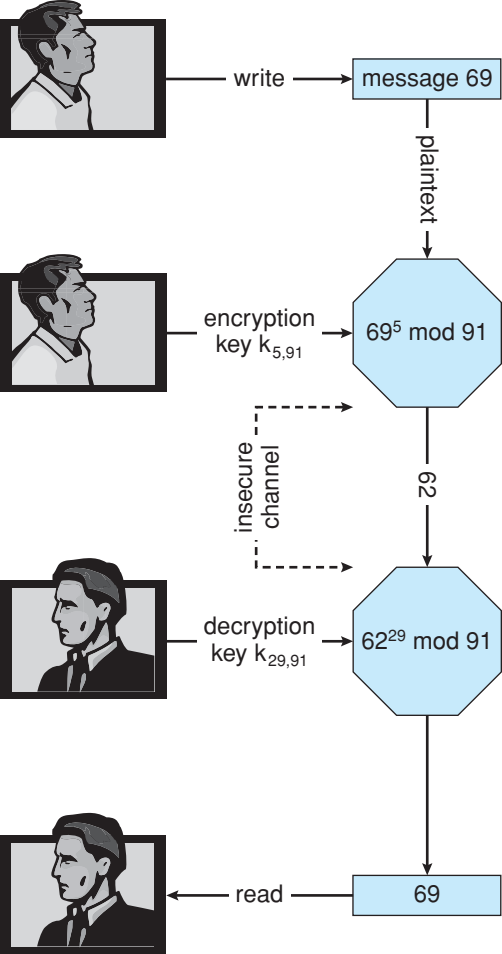 write
message 69
plaintext
encryption
key k5,91
69⁵ mod 91
insecure
channel
62
decryption
key k29,91
62²⁹ mod 91
read
69